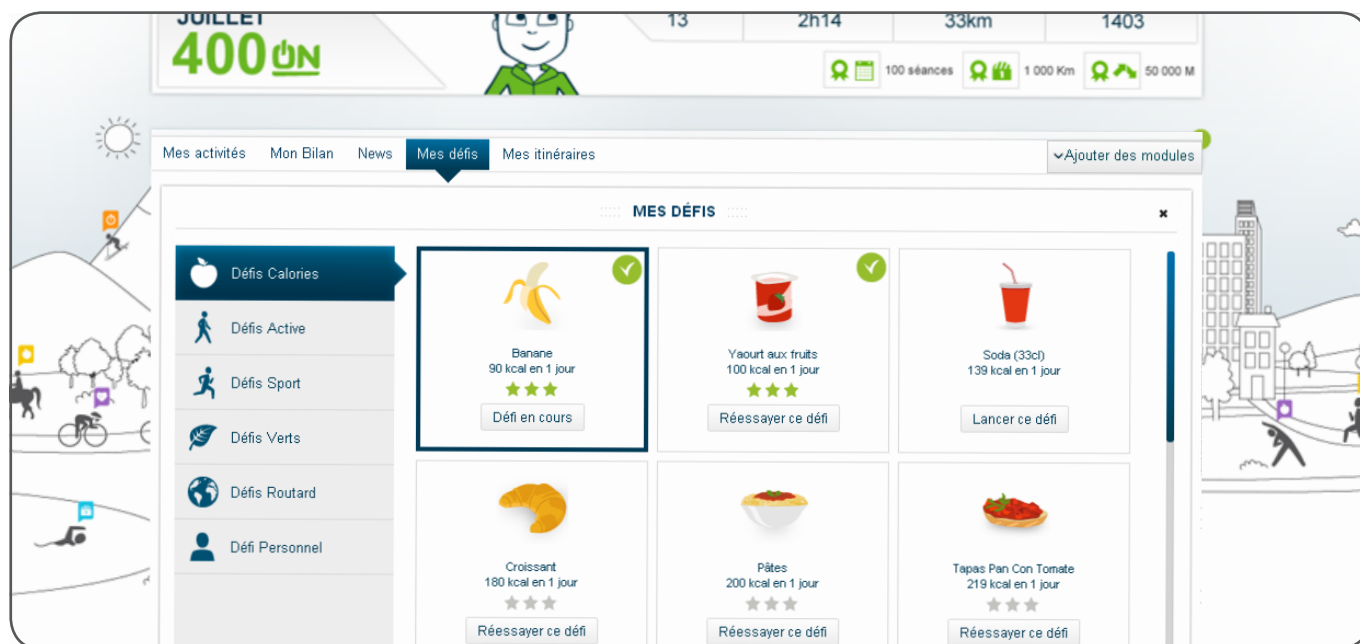 JUILLET
400 ON
13
2h14
33km
1403
100 séances
1 000 Km
50 000 M
Mes activités
Mon Bilan
News
Mes défis
Mes itinéraires
Ajouter des modules
MES DÉFIS
Défis Calories
Défis Active
Défis Sport
Défis Verts
Défis Routard
Défi Personnel
Banane
90 kcal en 1 jour
Défi en cours
Yaourt aux fruits
100 kcal en 1 jour
Réessayer ce défi
Soda (33cl)
139 kcal en 1 jour
Lancer ce défi
Croissant
180 kcal en 1 jour
Réessayer ce défi
Pâtes
200 kcal en 1 jour
Réessayer ce défi
Tapas Pan Con Tomate
219 kcal en 1 jour
Réessayer ce défi